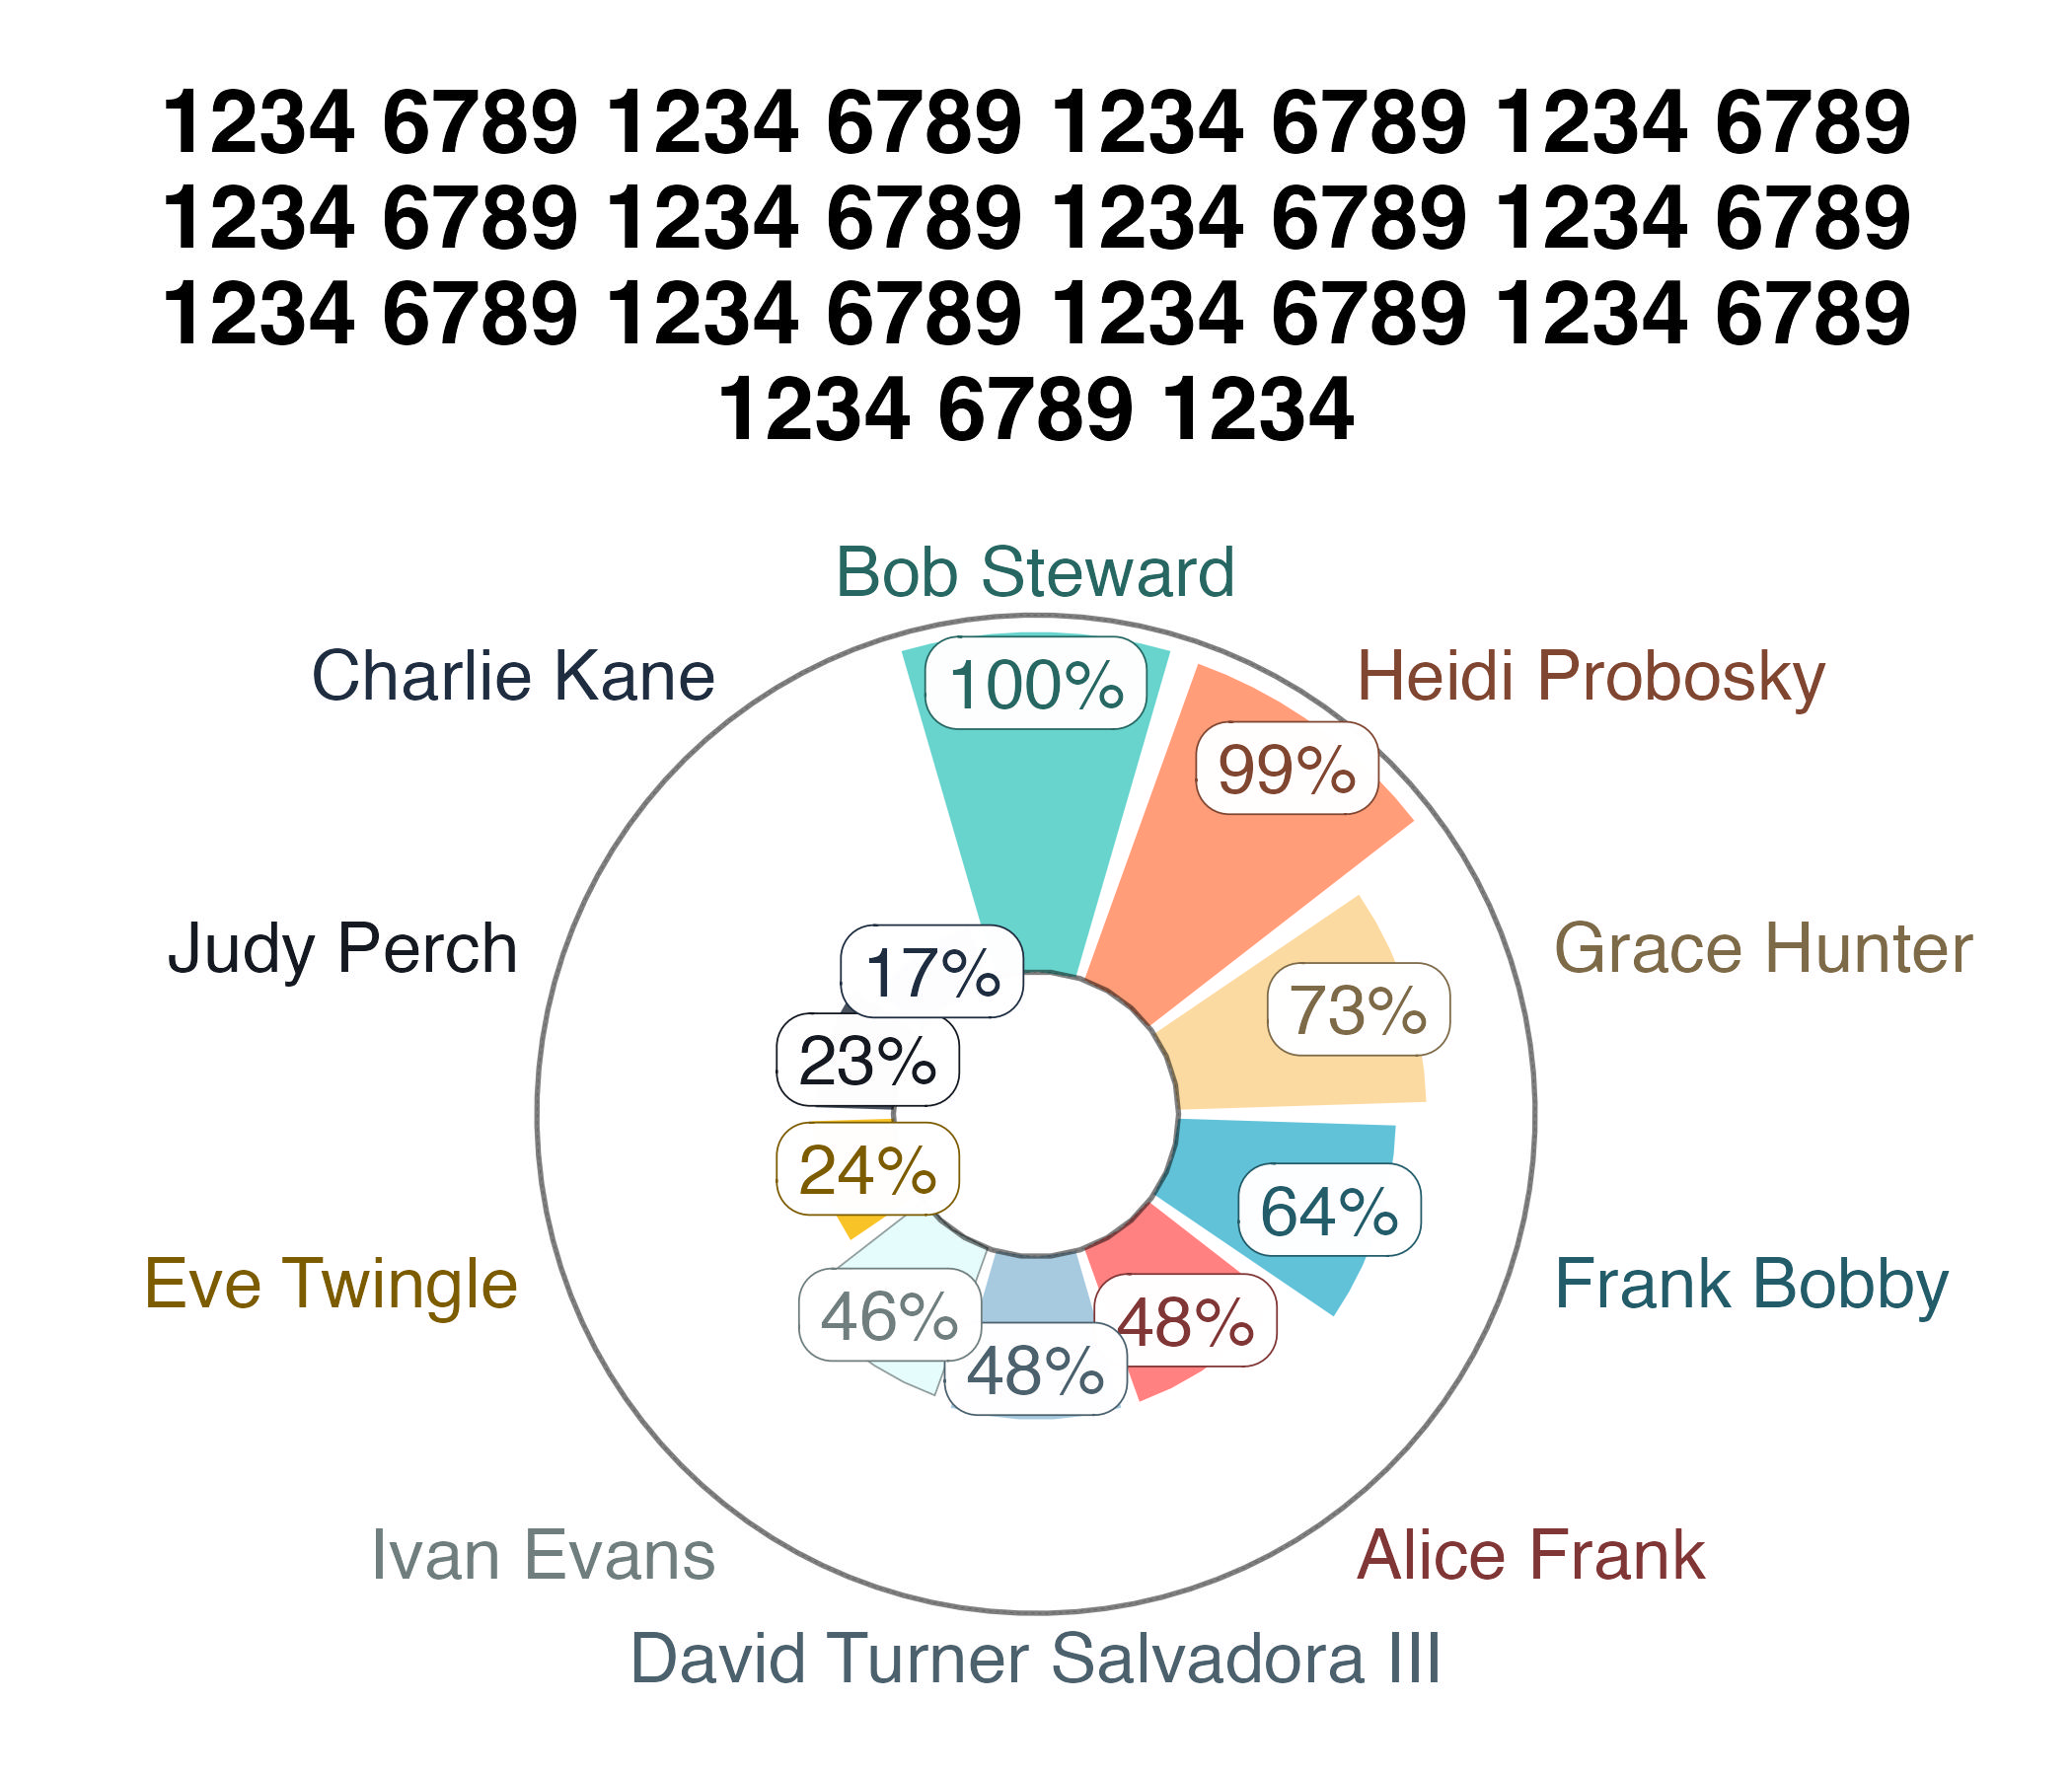 1234 6789 1234 6789 1234 6789 1234 6789
1234 6789 1234 6789 1234 6789 1234 6789
1234 6789 1234 6789 1234 6789 1234 6789
1234 6789 1234
Bob Steward
Charlie Kane
Heidi Probosky
100%
99%
Judy Perch
17%
Grace Hunter
73%
23%
24%
64%
Eve Twingle
Frank Bobby
46%
48%
48%
Ivan Evans
Alice Frank
David Turner Salvadora III